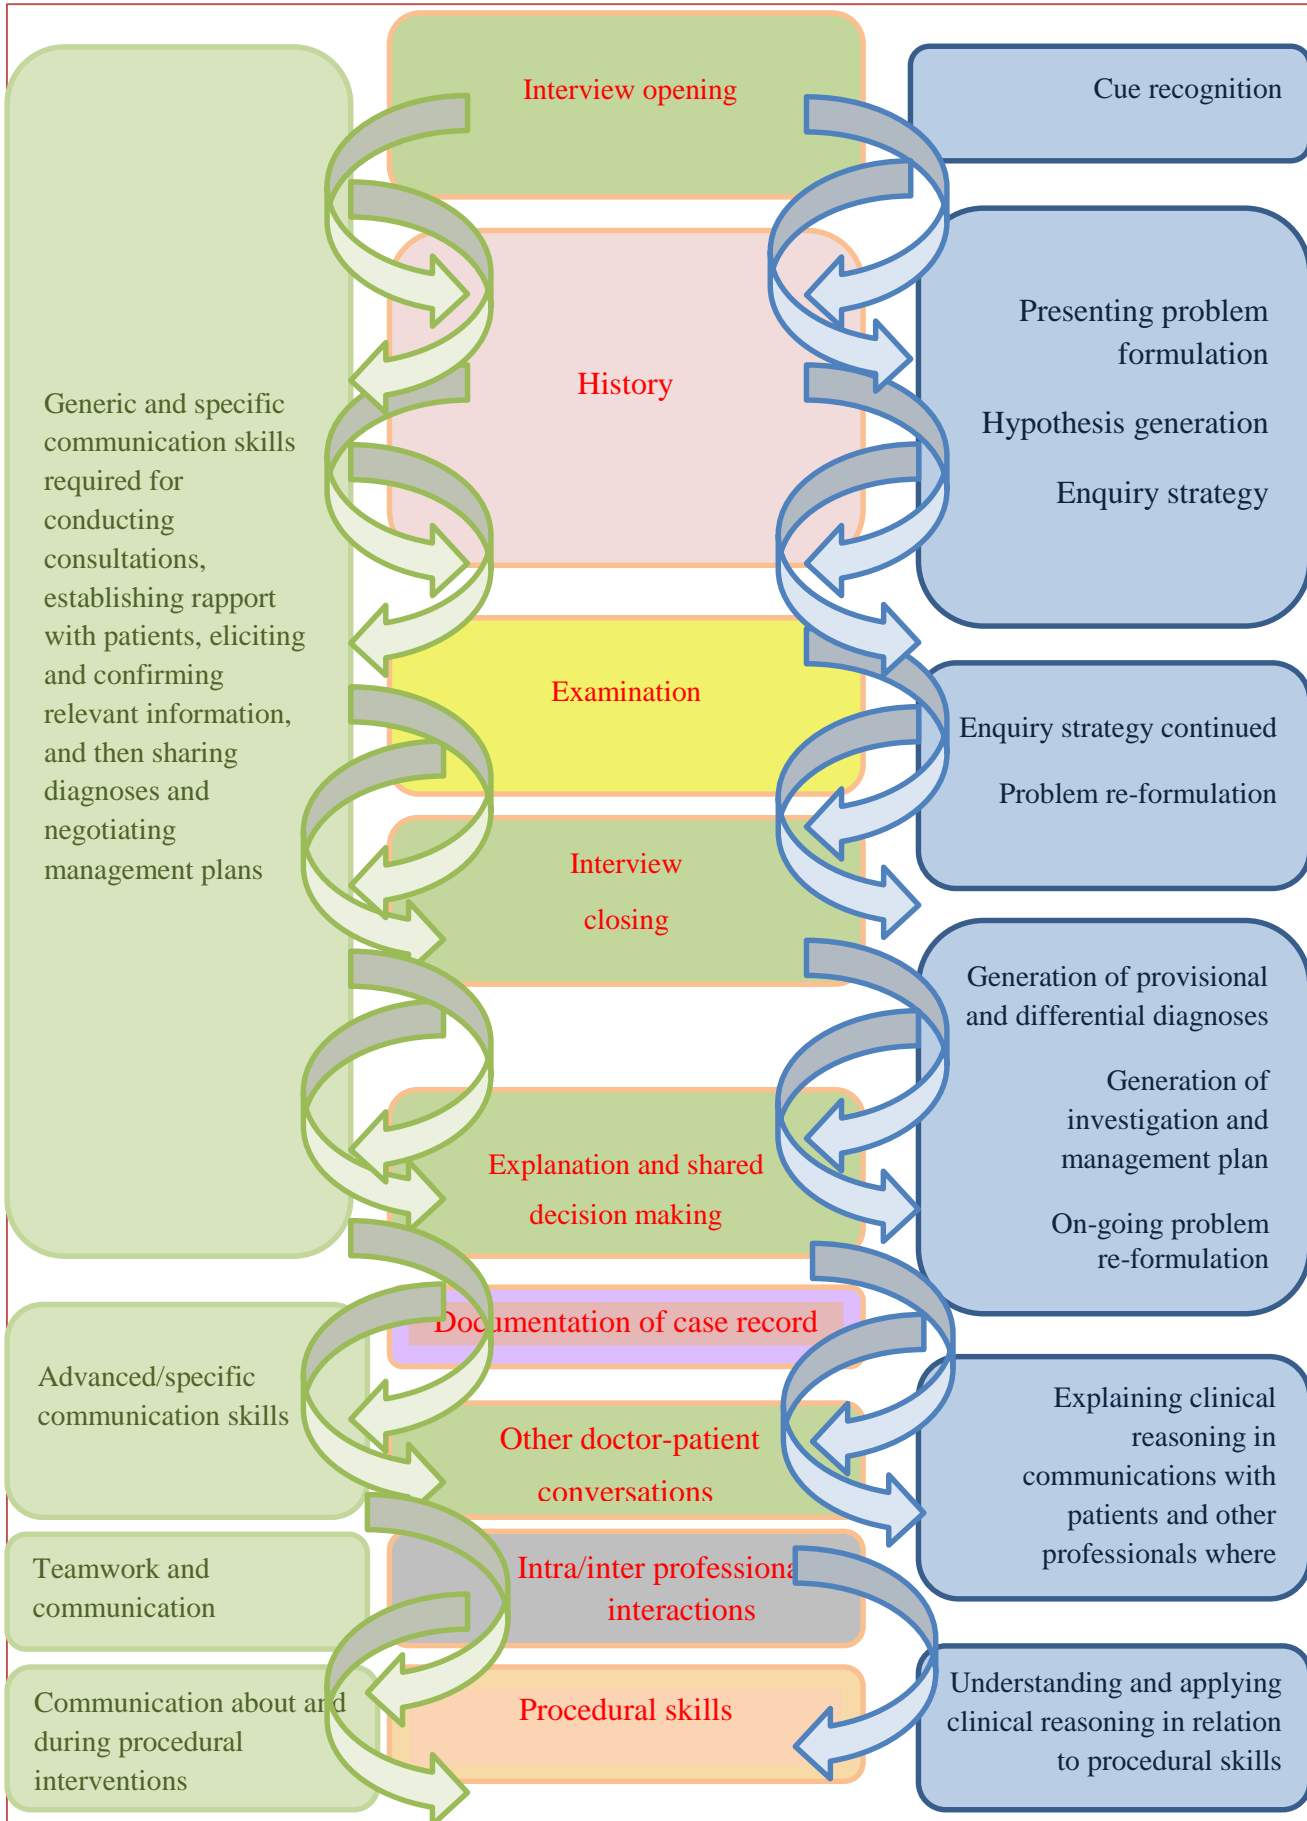 Interview opening
History
Examination
Interview
closing
Explanation and shared
decision making
Documentation of case record
Other doctor-patient
conversations
Intra/inter professiona
interactions
Procedural skills
Generic and specific
communication skills
required for
conducting
consultations,
establishing rapport
with patients, eliciting
and confirming
relevant information,
and then sharing
diagnoses and
negotiating
management plans
Advanced/specific
communication skills
Teamwork and
communication
Communication about and
during procedural
interventions
Cue recognition
Presenting problem
formulation
Hypothesis generation
Enquiry strategy
Enquiry strategy continued
Problem re-formulation
Generation of provisional
and differential diagnoses
Generation of
investigation and
management plan
On-going problem
re-formulation
Explaining clinical
reasoning in
communications with
patients and other
professionals where
Understanding and applying
clinical reasoning in relation
to procedural skills